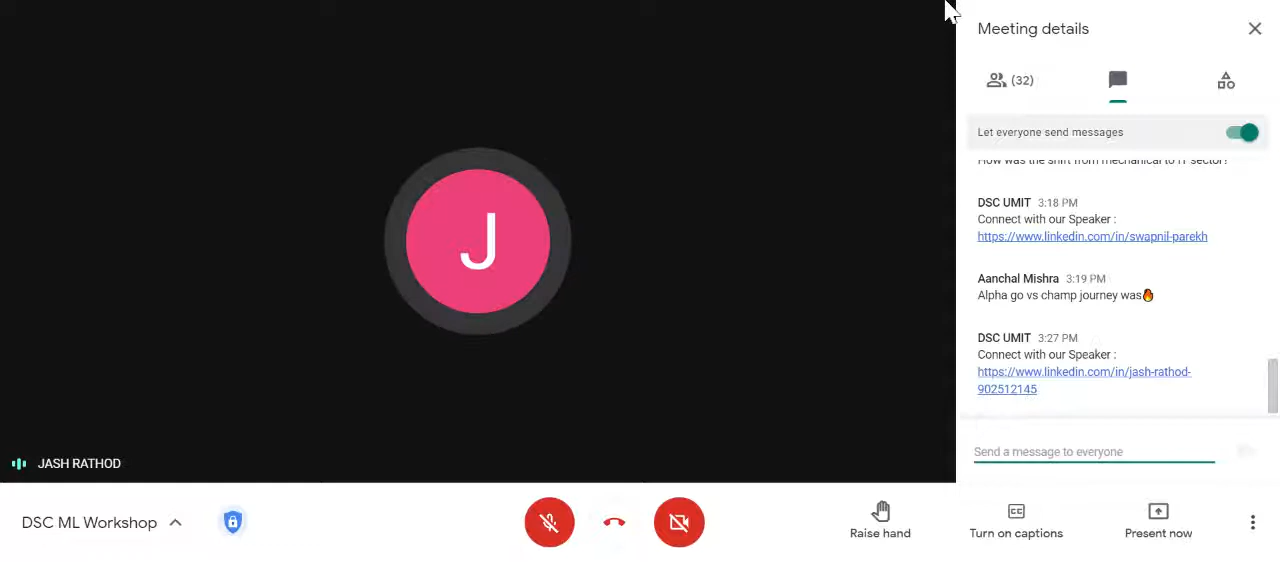 Meeting details
(32)
Let everyone send messages
How was the shift from mechanical to IT sector?
DSC UMIT 3:18 PM
Connect with our Speaker :
https://www.linkedin.com/in/swapnil-parekh
Aanchal Mishra 3:19 PM
Alpha go vs champ journey was🔥
DSC UMIT 3:27 PM
Connect with our Speaker :
https://www.linkedin.com/in/jash-rathod-
902512145
Send a message to everyone
J
JASH RATHOD
DSC ML Workshop
Raise hand
CC
Turn on captions
Present now